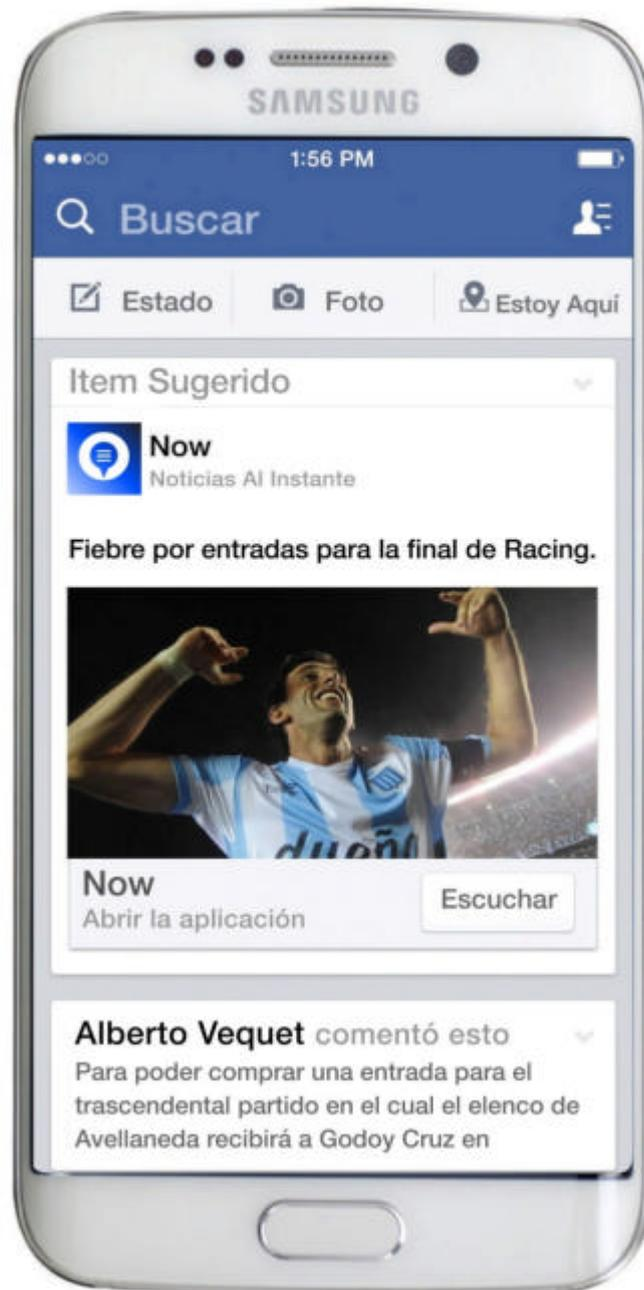 SAMSUNG
1:56 PM
Buscar
Estado
Foto
Estoy Aquí
Item Sugerido
Now
Noticias Al Instante
Fiebre por entradas para la final de Racing.
dueño
Now
Abrir la aplicación
Escuchar
Alberto Vequet comentó esto
Para poder comprar una entrada para el
trascendental partido en el cual el elenco de
Avellaneda recibirá a Godoy Cruz en